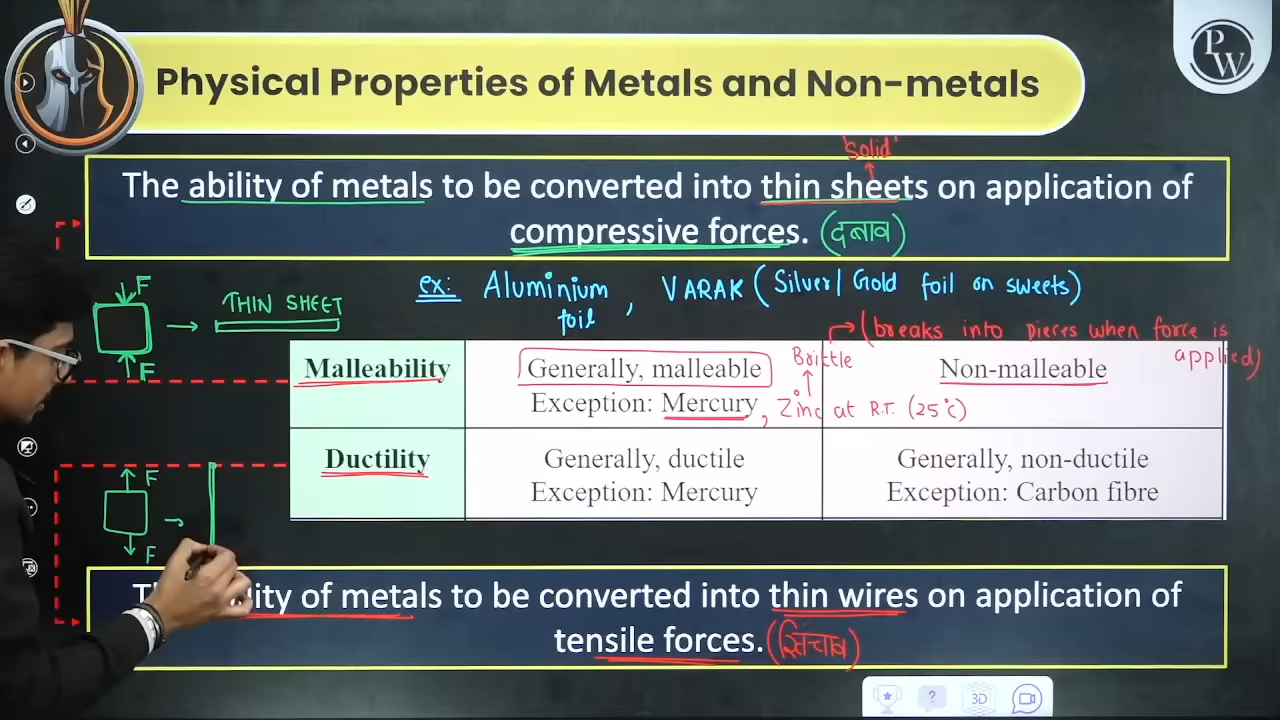 Physical Properties of Metals and Non-metals
PW
'solid'
The ability of metals to be converted into thin sheets on application of
compressive forces. (दबाव)
F
F
THIN SHEET
ex: Aluminium foil, VARAK (Silver/Gold foil on sweets)
(breaks into pieces when force is applied)
Brittle
Malleability
Generally, malleable
Exception: Mercury, Zinc at R.T. (25°C)
Non-malleable
Ductility
Generally, ductile
Exception: Mercury
Generally, non-ductile
Exception: Carbon fibre
F
F
ity of metals to be converted into thin wires on application of
tensile forces. (खिंचाव)
3D